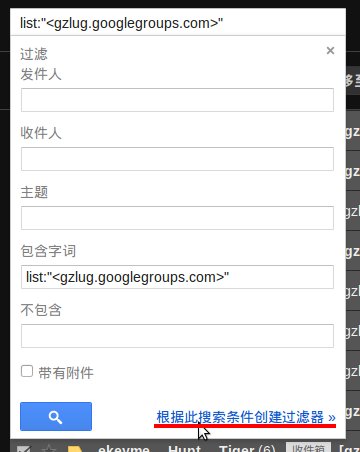 list:"<gzlug.googlegroups.com>"
过滤
×
发件人
收件人
主题
包含字词
list:"<gzlug.googlegroups.com>"
不包含
带有附件
根据此搜索条件创建过滤器 »
ekeyme Hunt Tiger (6) 收件箱